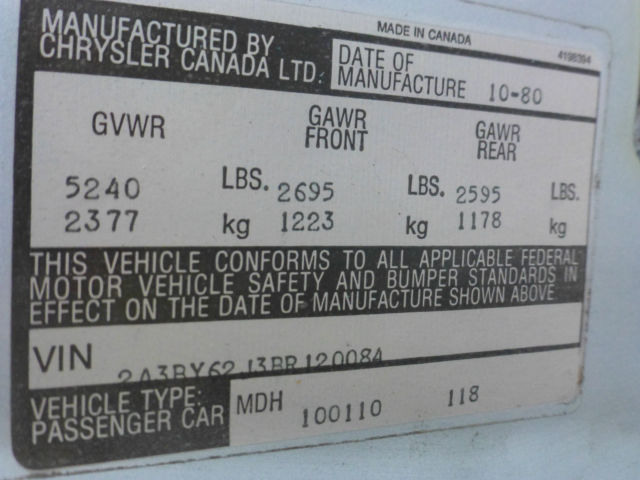 MADE IN CANADA
4198394
MANUFACTURED BY
CHRYSLER CANADA LTD.
DATE OF
MANUFACTURE 10-80
GVWR GAWR FRONT GAWR REAR
5240 LBS. 2695 LBS. 2595 LBS.
2377 kg 1223 kg 1178 kg
THIS VEHICLE CONFORMS TO ALL APPLICABLE FEDERAL
MOTOR VEHICLE SAFETY AND BUMPER STANDARDS IN
EFFECT ON THE DATE OF MANUFACTURE SHOWN ABOVE
VIN 2A3BY62J3BR120084
VEHICLE TYPE:
PASSENGER CAR
MDH 100110 118